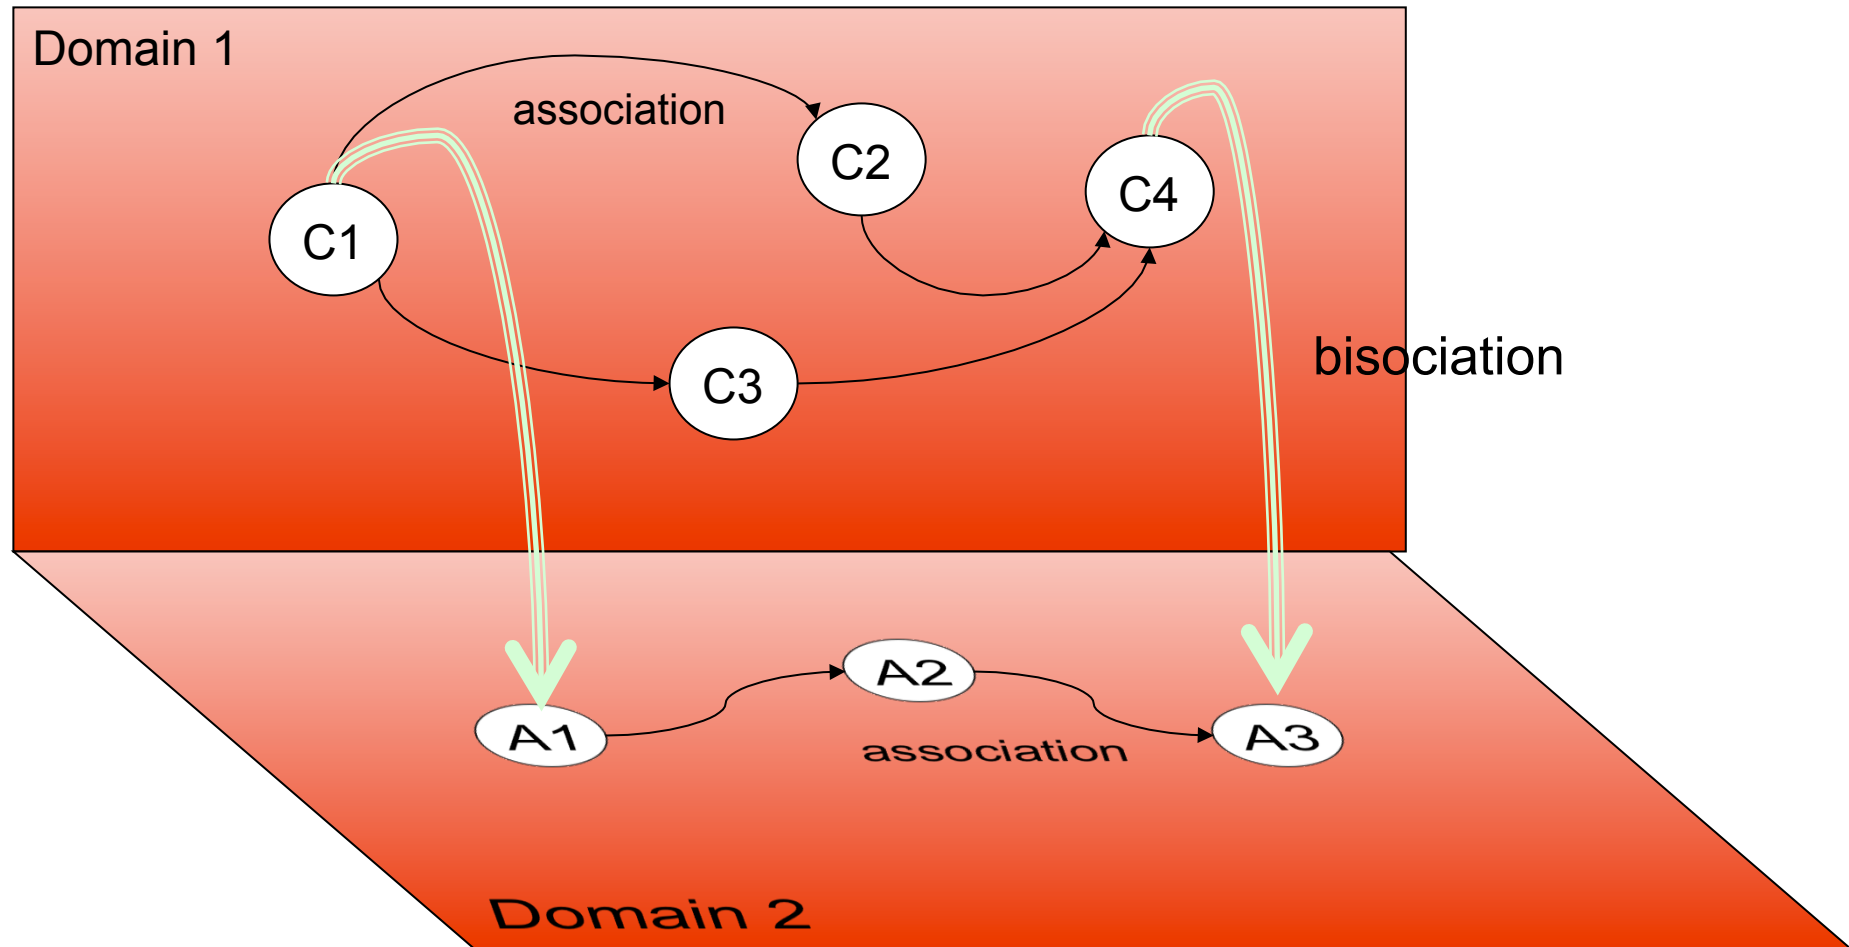 Domain 1
association
C2
C4
C1
bisociation
C3
A2
A1
A3
association
Domain 2